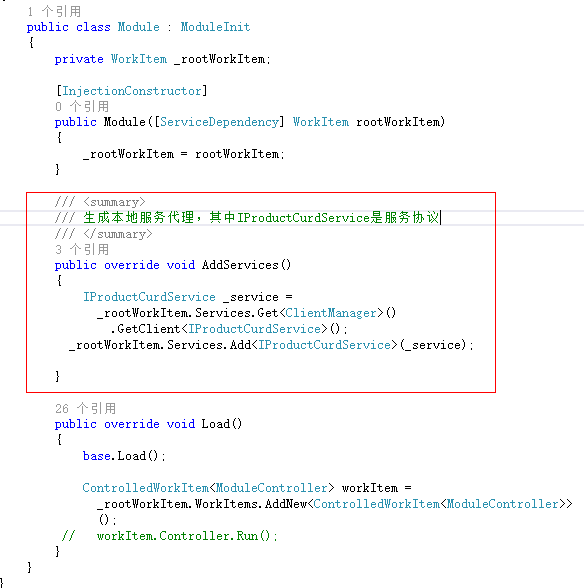 1 个引用
public class Module : ModuleInit
{
private WorkItem _rootWorkItem;
[InjectionConstructor]
0 个引用
public Module([ServiceDependency] WorkItem rootWorkItem)
{
_rootWorkItem = rootWorkItem;
}
/// <summary>
/// 生成本地服务代理，其中IProductCurdService是服务协议
/// </summary>
3 个引用
public override void AddServices()
{
IProductCurdService _service =
_rootWorkItem.Services.Get<ClientManager>()
.GetClient<IProductCurdService>();
_rootWorkItem.Services.Add<IProductCurdService>(_service);
}
26 个引用
public override void Load()
{
base.Load();
ControlledWorkItem<ModuleController> workItem =
_rootWorkItem.WorkItems.AddNew<ControlledWorkItem<ModuleController>>
();
// workItem.Controller.Run();
}
}
}